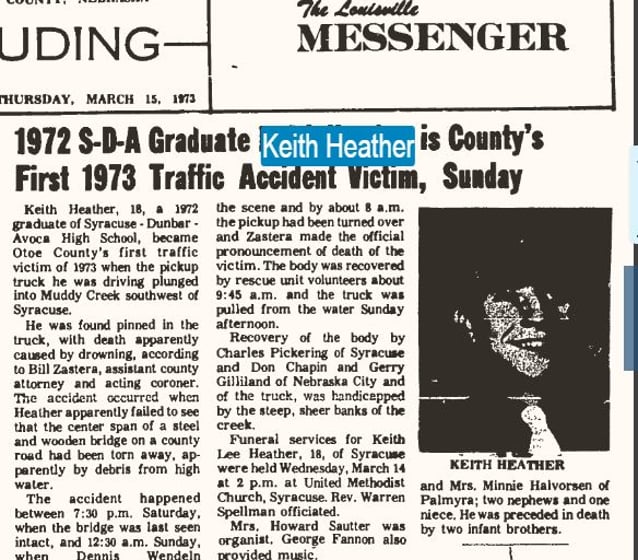 COUNTY, NEBRASKA
UDING—
THURSDAY, MARCH 15, 1973
The Louisville
MESSENGER
1972 S-D-A Graduate Keith Heather is County's
First 1973 Traffic Accident Victim, Sunday
Keith Heather, 18, a 1972
graduate of Syracuse - Dunbar -
Avoca High School, became
Otoe County's first traffic
victim of 1973 when the pickup
truck he was driving plunged
into Muddy Creek southwest of
Syracuse.
He was found pinned in the
truck, with death apparently
caused by drowning, according
to Bill Zastera, assistant county
attorney and acting coroner.
The accident occurred when
Heather apparently failed to see
that the center span of a steel
and wooden bridge on a county
road had been torn away, ap-
parently by debris from high
water.
The accident happened
between 7:30 p.m. Saturday,
when the bridge was last seen
intact, and 12:30 a.m. Sunday,
when Dennis Wendeln
the scene and by about 8 a.m.
the pickup had been turned over
and Zastera made the official
pronouncement of death of the
victim. The body was recovered
by rescue unit volunteers about
9:45 a.m. and the truck was
pulled from the water Sunday
afternoon.
Recovery of the body by
Charles Pickering of Syracuse
and Don Chapin and Gerry
Gilliland of Nebraska City and
of the truck, was handicapped
by the steep, sheer banks of the
creek.
Funeral services for Keith
Lee Heather, 18, of Syracuse
were held Wednesday, March 14
at 2 p.m. at United Methodist
Church, Syracuse. Rev. Warren
Spellman officiated.
Mrs. Howard Sautter was
organist. George Fannon also
provided music.
KEITH HEATHER
and Mrs. Minnie Halvorsen of
Palmyra; two nephews and one
niece. He was preceded in death
by two infant brothers.